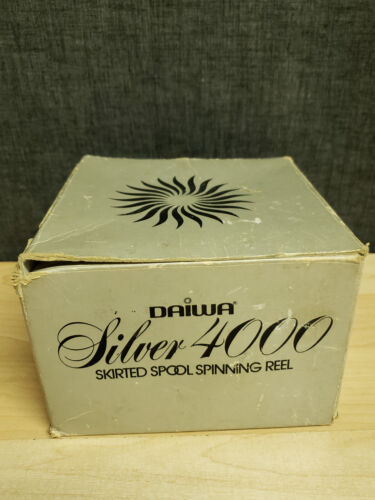 DAIWA®
Silver 4000
SKIRTED SPOOL SPINNING REEL